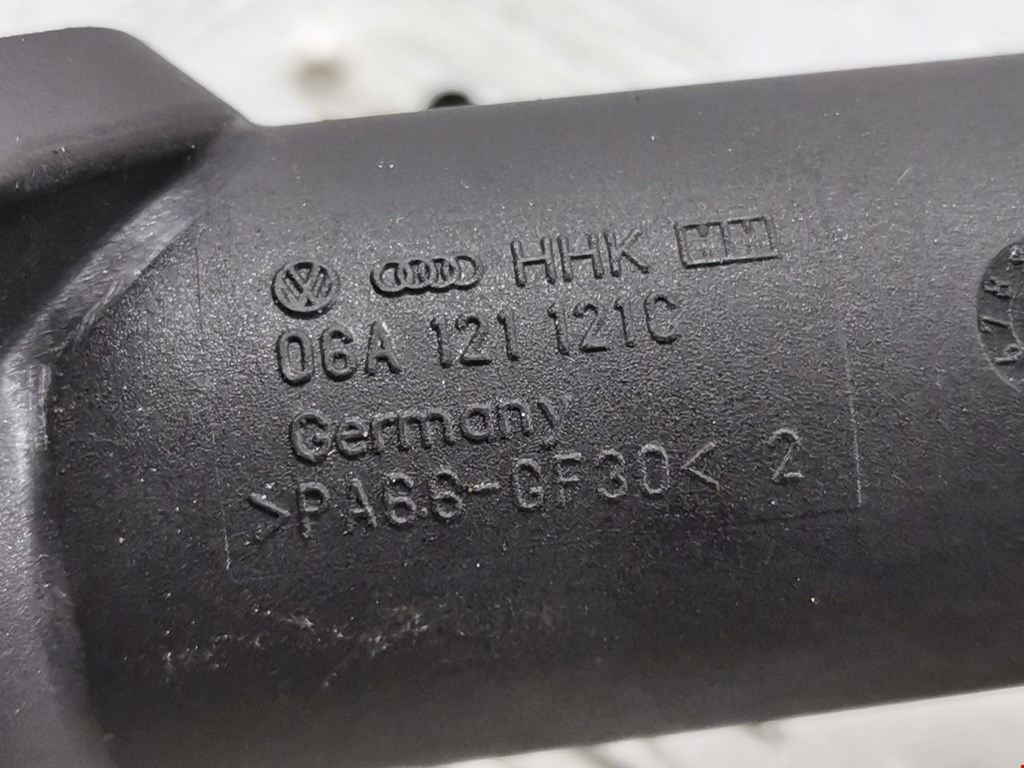 HHK
06A 121 121C
Germany
>PA66-GF30< 2